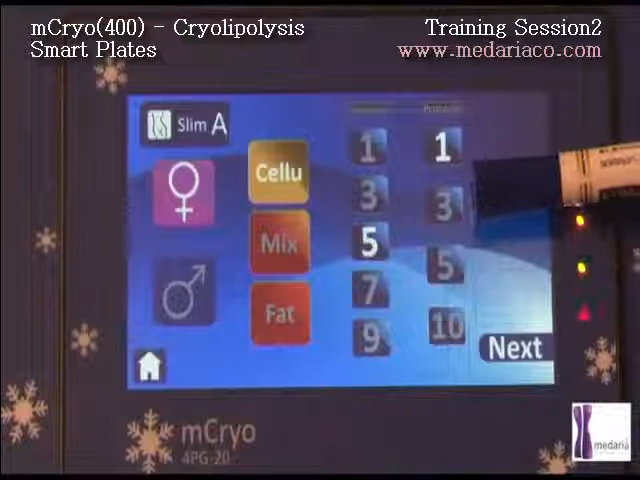 mCryo(400) - Cryolipolysis
Smart Plates
Training Session2
www.medariaco.com
Slim A
Cellu
Mix
Fat
1
3
5
7
9
1
3
5
10
Next
mCryo
4PG-20
medaria